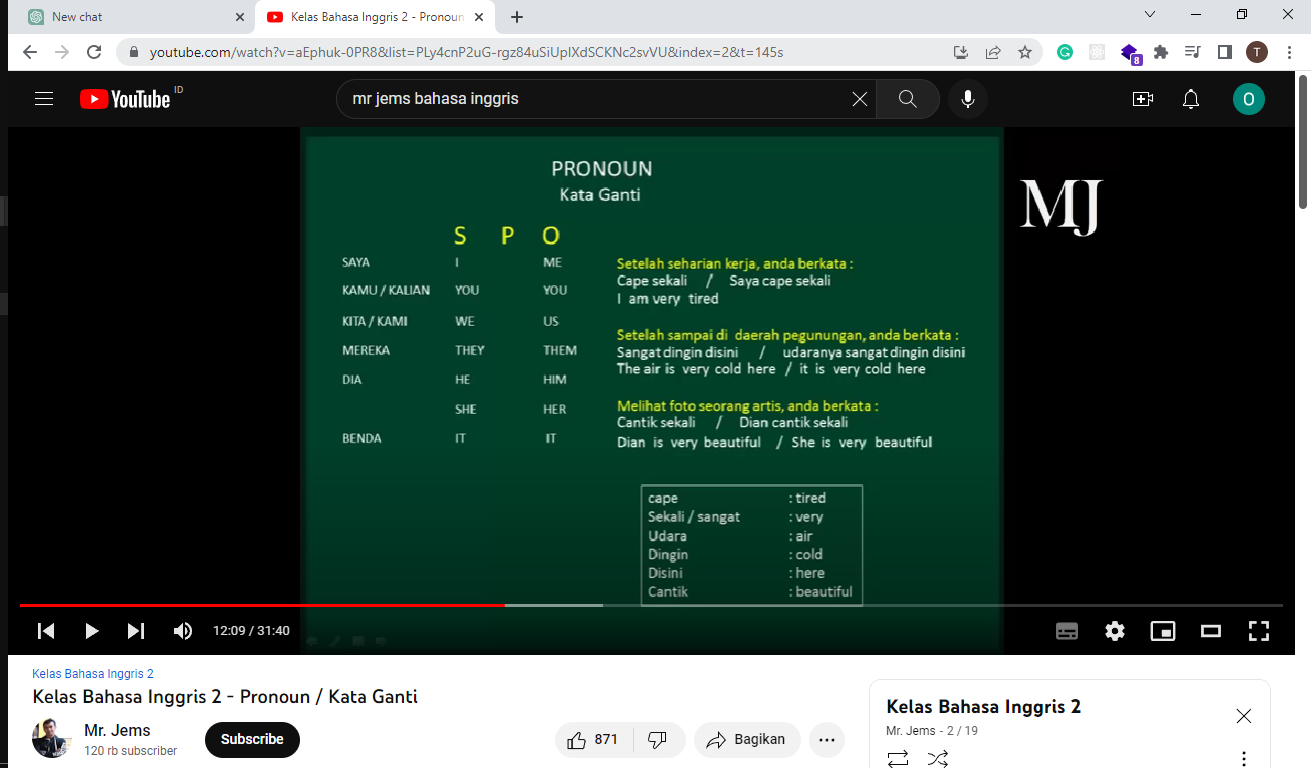 New chat
Kelas Bahasa Inggris 2 - Pronoun
youtube.com/watch?v=aEphuk-0PR8&list=PLy4cnP2uG-rgz84uSiUpIXdSCKNc2svVU&index=2&t=145s
8
T
YouTube ID
mr jems bahasa inggris
O
PRONOUN
Kata Ganti
MJ
S P O
SAYA I ME
KAMU / KALIAN YOU YOU
KITA / KAMI WE US
MEREKA THEY THEM
DIA HE HIM
SHE HER
BENDA IT IT
Setelah seharian kerja, anda berkata :
Cape sekali / Saya cape sekali
I am very tired
Setelah sampai di daerah pegunungan, anda berkata :
Sangat dingin disini / udaranya sangat dingin disini
The air is very cold here / it is very cold here
Melihat foto seorang artis, anda berkata :
Cantik sekali / Dian cantik sekali
Dian is very beautiful / She is very beautiful
cape : tired
Sekali / sangat : very
Udara : air
Dingin : cold
Disini : here
Cantik : beautiful
12:09 / 31:40
Kelas Bahasa Inggris 2
Kelas Bahasa Inggris 2 - Pronoun / Kata Ganti
Mr. Jems
120 rb subscriber
Subscribe
871
Bagikan
Kelas Bahasa Inggris 2
Mr. Jems - 2 / 19